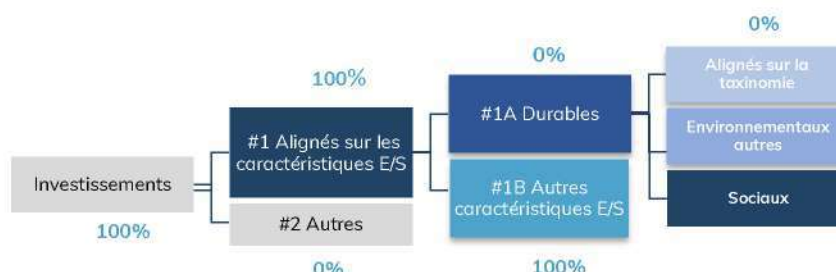 0%
0%
100%
Alignés sur la
taxinomie
#1A Durables
#1 Alignés sur les
caractéristiques E/S
Environnementaux
autres
Investissements
#1B Autres
caractéristiques E/S
Sociaux
#2 Autres
100%
0%
100%